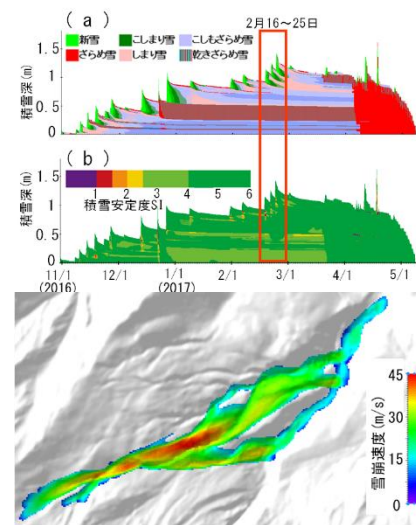 (a)
2月16～25日
新雪 こしまり雪 こしもざらめ雪
ざらめ雪 しまり雪 乾きざらめ雪
積雪深(m)
1.5
1
0.5
0
(b)
0 1 2 3 4 5 6
積雪安定度SI
積雪深(m)
1.5
1
0.5
0
11/1 12/1 1/1 2/1 3/1 4/1 5/1
(2016) (2017)
雪崩速度(m/s)
45
30
15
0